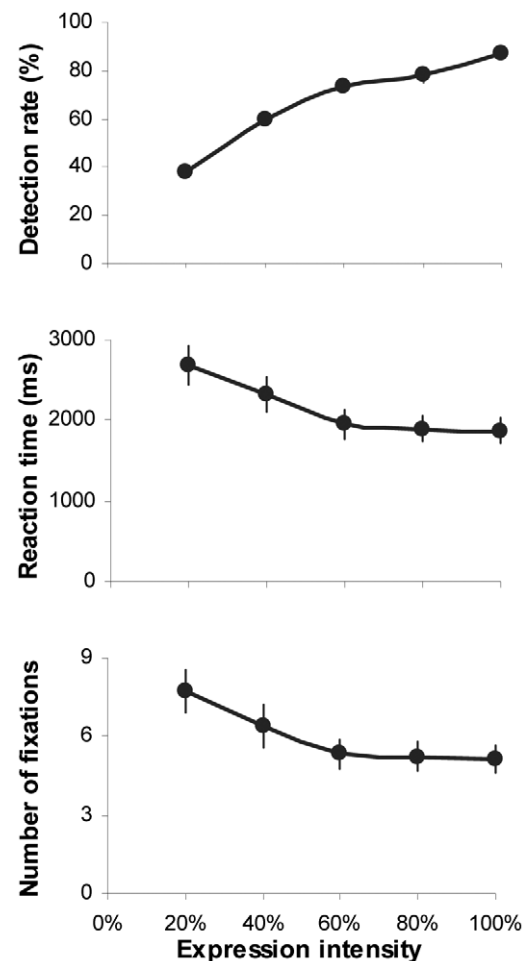 Detection rate (%)
100
80
60
40
20
0
Reaction time (ms)
3000
2000
1000
0
Number of fixations
9
6
3
0
0% 20% 40% 60% 80% 100%
Expression intensity